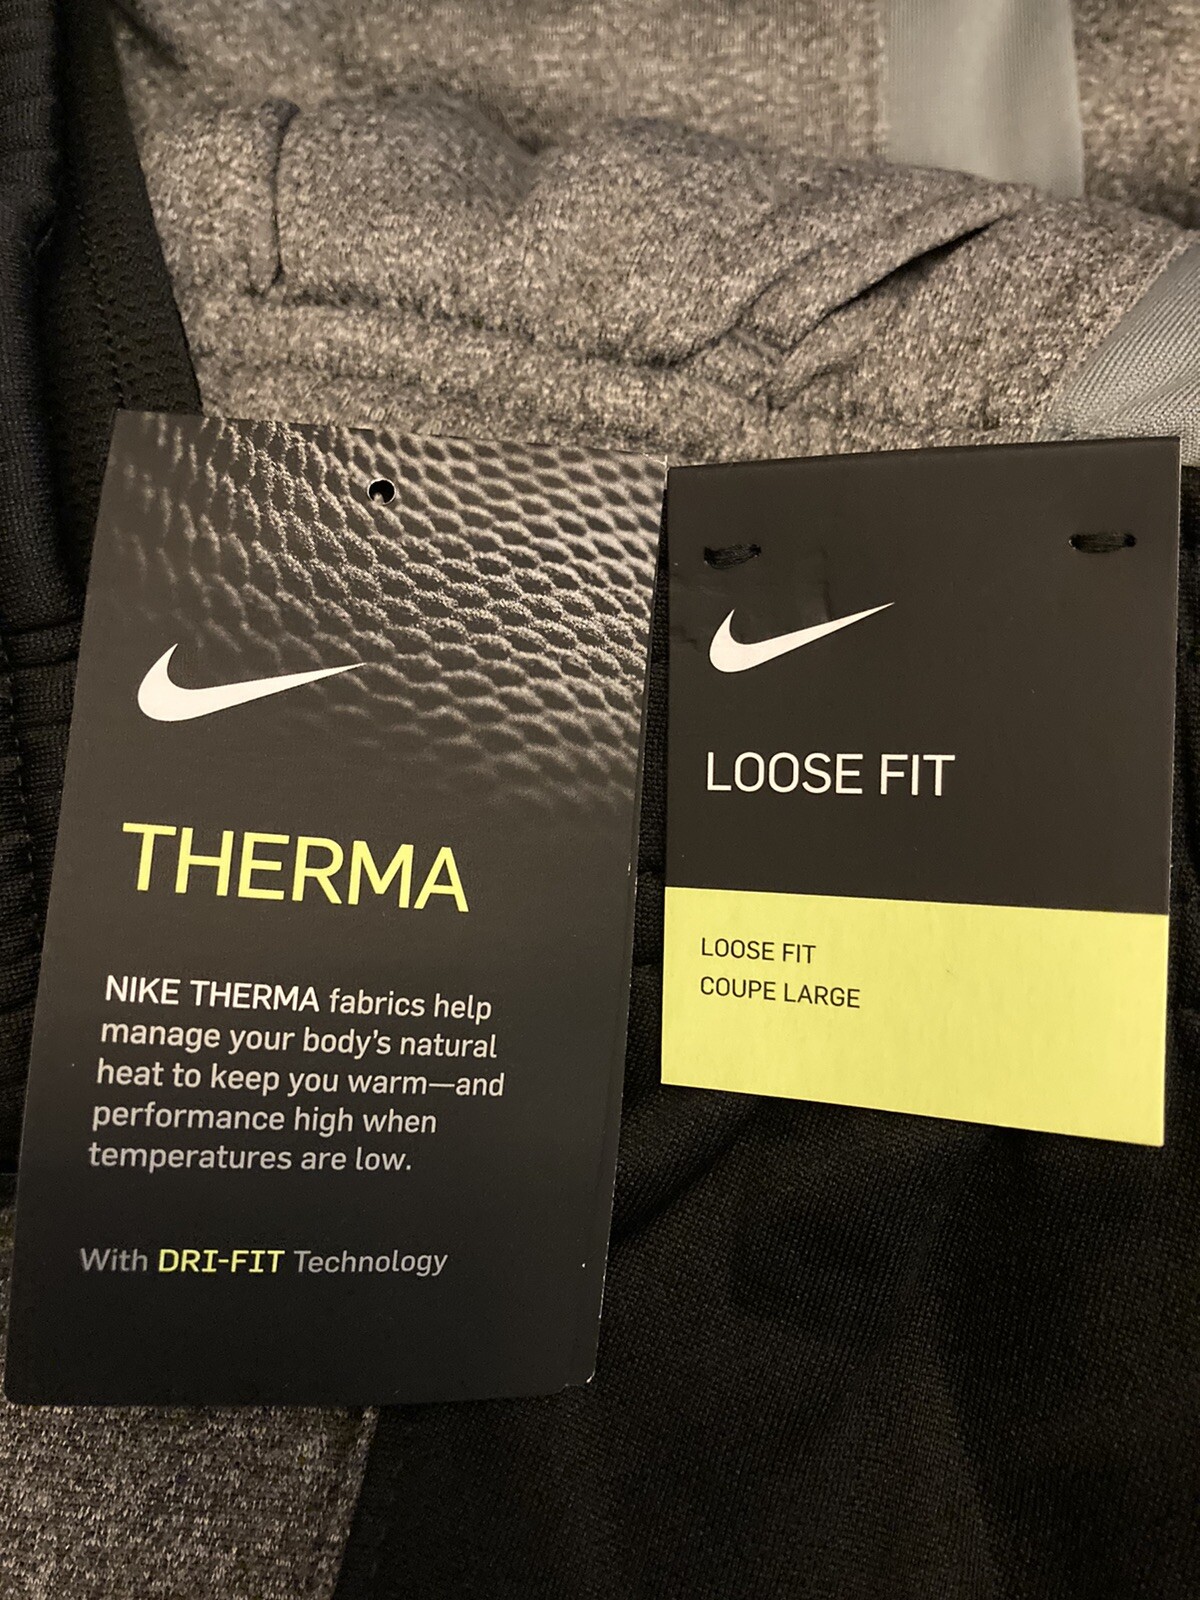 THERMA
NIKE THERMA fabrics help
manage your body's natural
heat to keep you warm—and
performance high when
temperatures are low.
With DRI-FIT Technology
LOOSE FIT
LOOSE FIT
COUPE LARGE